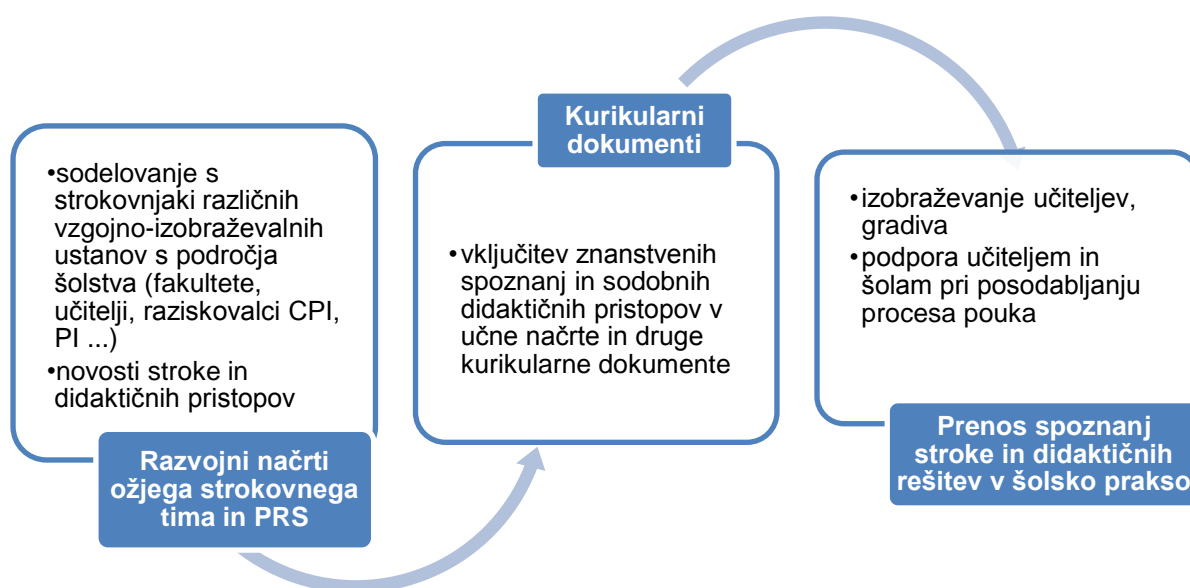 •sodelovanje s
strokovnjaki različnih
vzgojno-izobraževalnih
ustanov s področja
šolstva (fakultete,
učitelji, raziskovalci CPI,
PI ...)
•novosti stroke in
didaktičnih pristopov
Razvojni načrti
ožjega strokovnega
tima in PRS
Kurikularni
dokumenti
•vključitev znanstvenih
spoznanj in sodobnih
didaktičnih pristopov v
učne načrte in druge
kurikularne dokumente
•izobraževanje učiteljev,
gradiva
•podpora učiteljem in
šolam pri posodabljanju
procesa pouka
Prenos spoznanj
stroke in didaktičnih
rešitev v šolsko prakso